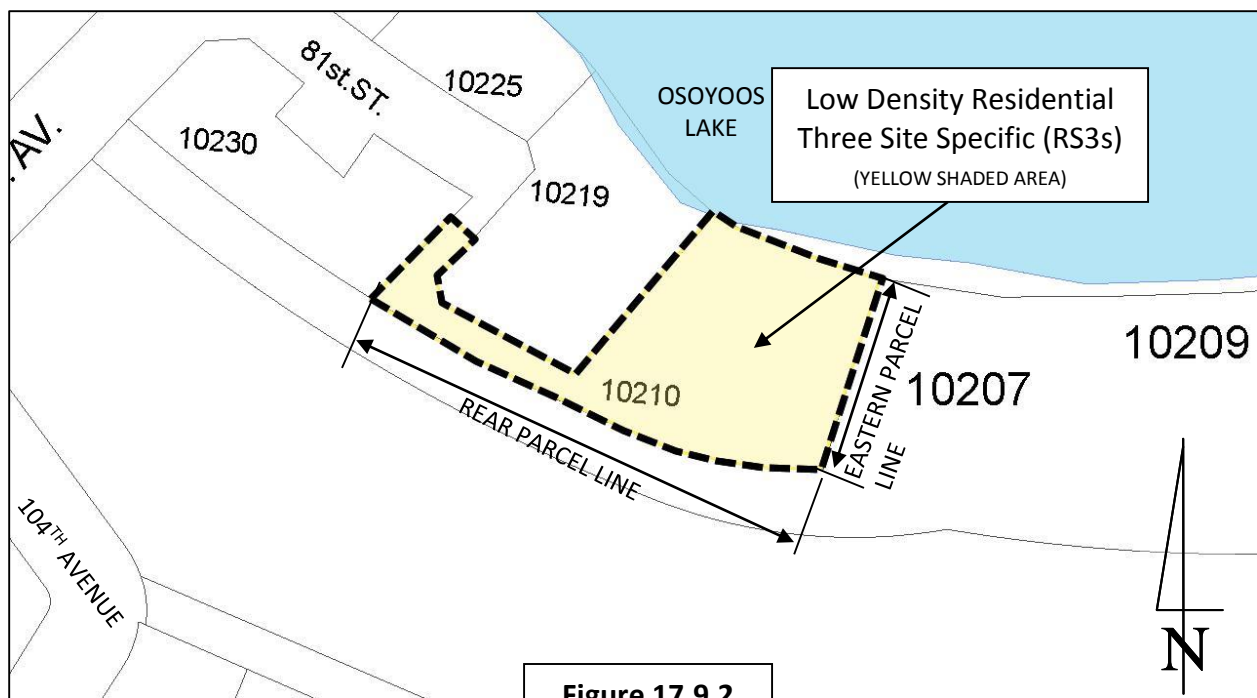 81st.ST.
10225
OSOYOOS
LAKE
Low Density Residential
Three Site Specific (RS3s)
(YELLOW SHADED AREA)
AV.
10230
10219
10209
10207
10210
REAR PARCEL LINE
EASTERN PARCEL
LINE
104TH AVENUE
N
Figure 17.9.2